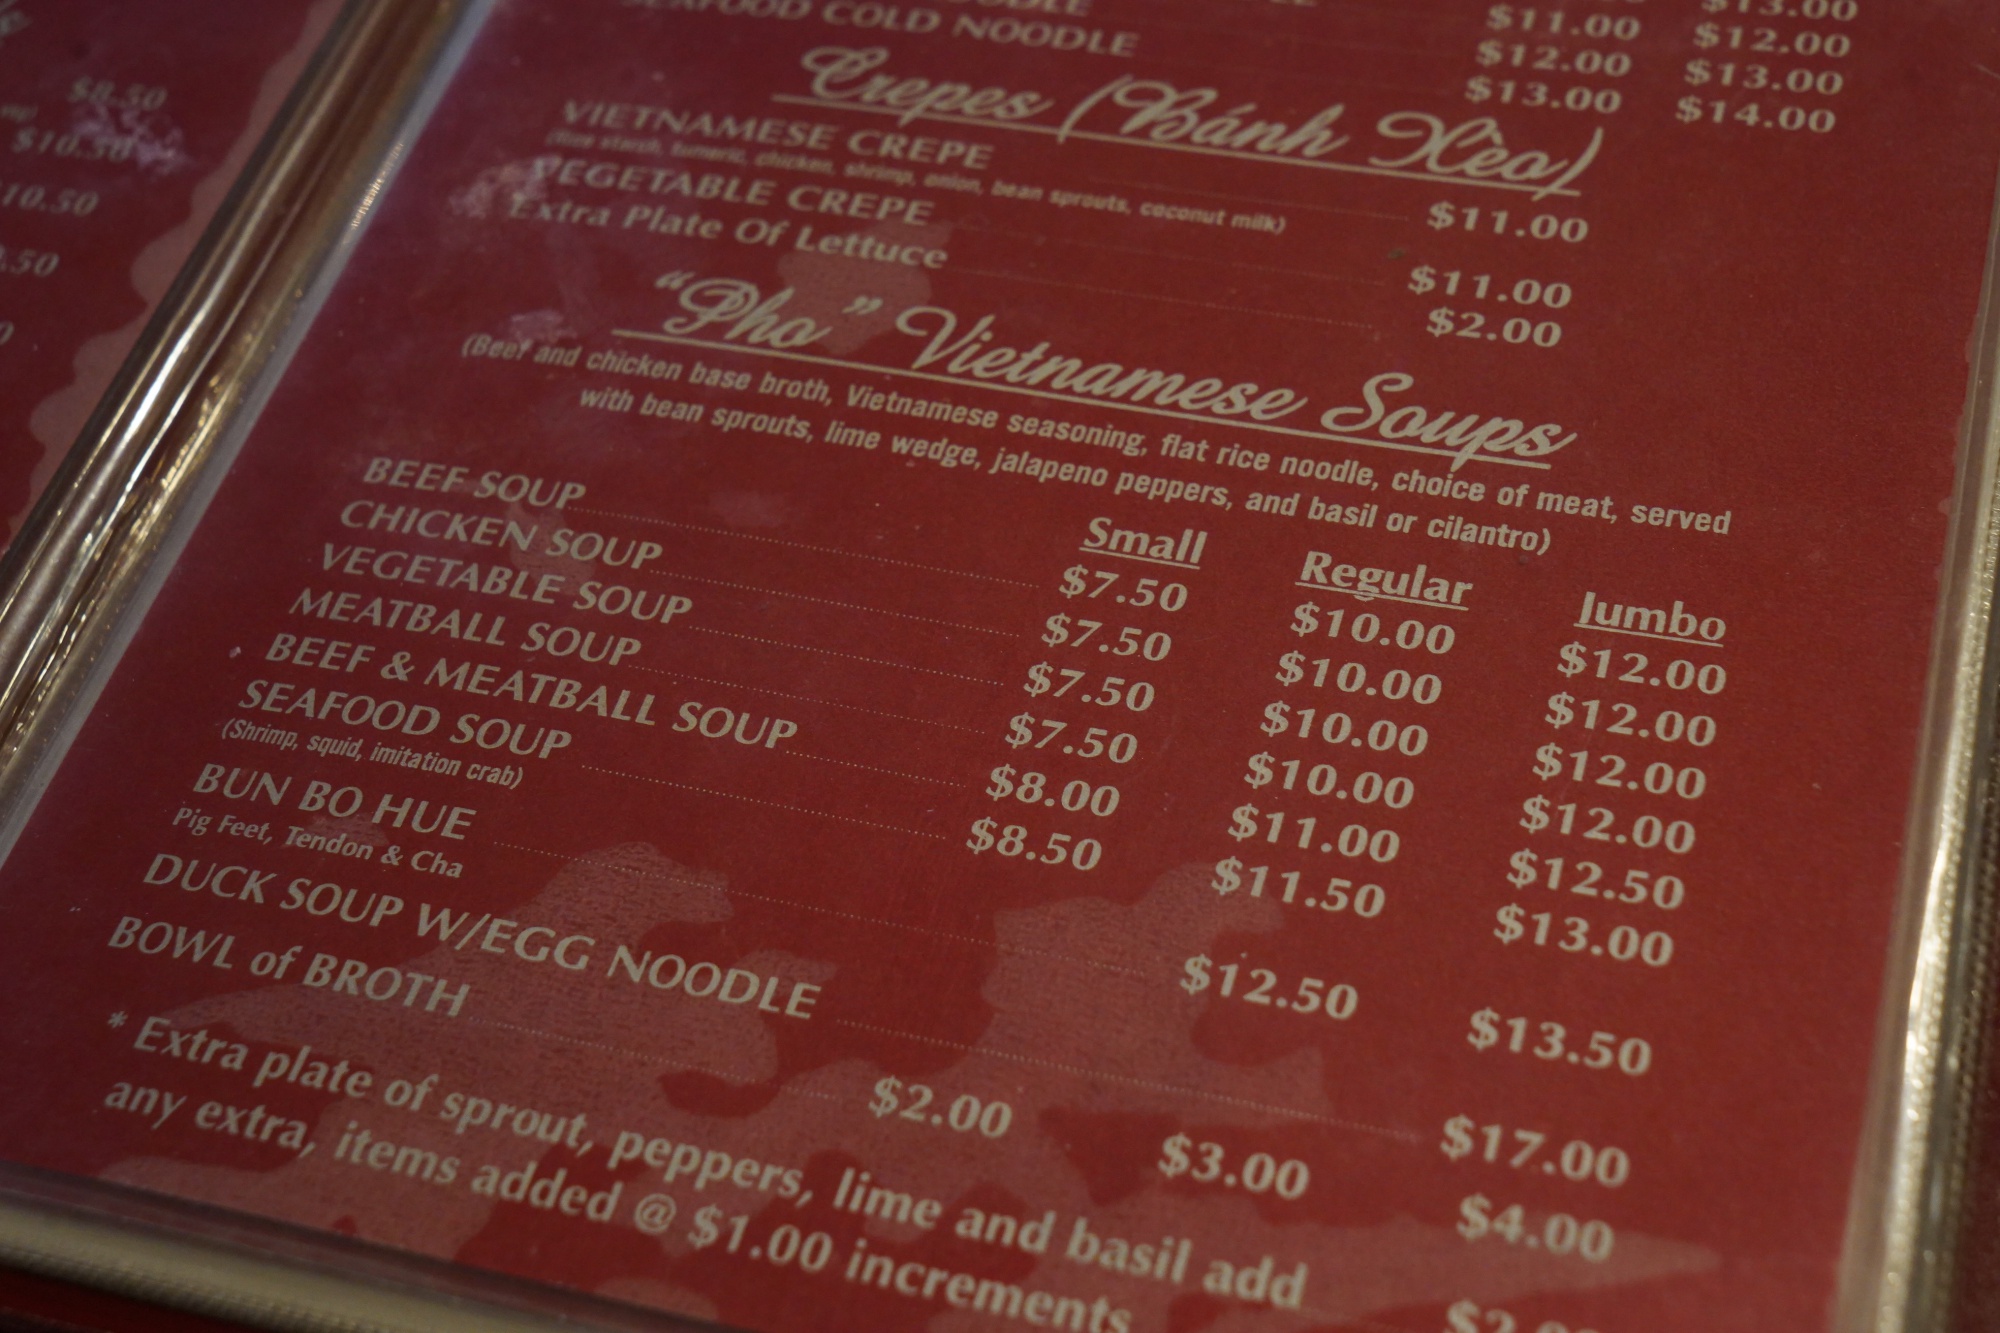 $8.50
$10.50
10.50
.50
$13.00
$11.00 $12.00
SEAFOOD COLD NOODLE $12.00 $13.00
$13.00 $14.00
Crepes (Bánh Xèo)
VIETNAMESE CREPE $11.00
(Rice starch, tumeric, chicken, shrimp, onion, bean sprouts, coconut milk)
VEGETABLE CREPE $11.00
Extra Plate Of Lettuce $2.00
"Pho" Vietnamese Soups
(Beef and chicken base broth, Vietnamese seasoning, flat rice noodle, choice of meat, served
with bean sprouts, lime wedge, jalapeno peppers, and basil or cilantro)
Small Regular Jumbo
BEEF SOUP $7.50 $10.00 $12.00
CHICKEN SOUP $7.50 $10.00 $12.00
VEGETABLE SOUP $7.50 $10.00 $12.00
MEATBALL SOUP $7.50 $10.00 $12.00
BEEF & MEATBALL SOUP $8.00 $11.00 $12.50
SEAFOOD SOUP $8.50 $11.50 $13.00
(Shrimp, squid, imitation crab)
BUN BO HUE $12.50 $13.50
Pig Feet, Tendon & Cha
DUCK SOUP W/EGG NOODLE $17.00
BOWL of BROTH $2.00 $3.00 $4.00
* Extra plate of sprout, peppers, lime and basil add
any extra, items added @ $1.00 increments